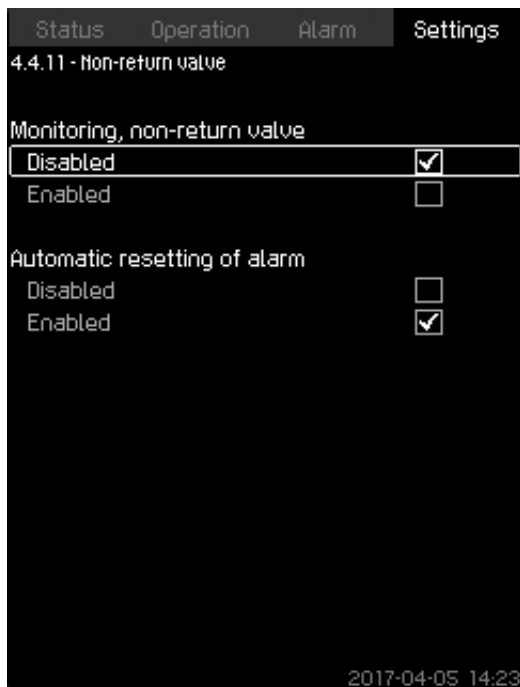 Status Operation Alarm Settings
4.4.11 - Non-return valve
Monitoring, non-return valve
Disabled
Enabled
Automatic resetting of alarm
Disabled
Enabled
2017-04-05 14:23